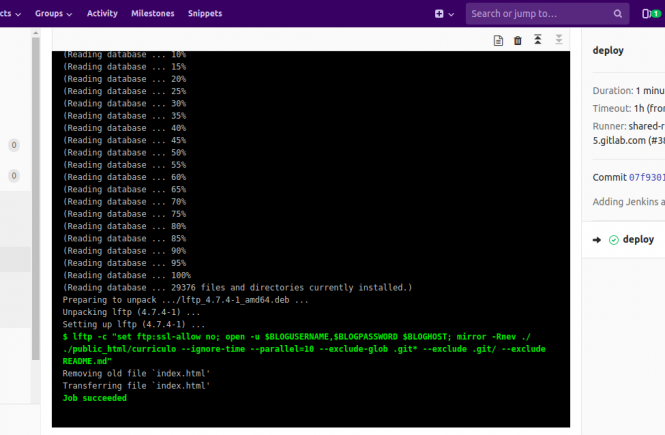 cts Groups Activity Milestones Snippets Search or jump to… 1
(Reading database ... 10%
(Reading database ... 15%
(Reading database ... 20%
(Reading database ... 25%
(Reading database ... 30%
(Reading database ... 35%
(Reading database ... 40%
(Reading database ... 45%
(Reading database ... 50%
(Reading database ... 55%
(Reading database ... 60%
(Reading database ... 65%
(Reading database ... 70%
(Reading database ... 75%
(Reading database ... 80%
(Reading database ... 85%
(Reading database ... 90%
(Reading database ... 95%
(Reading database ... 100%
(Reading database ... 29376 files and directories currently installed.)
Preparing to unpack .../lftp_4.7.4-1_amd64.deb ...
Unpacking lftp (4.7.4-1) ...
Setting up lftp (4.7.4-1) ...
$ lftp -c "set ftp:ssl-allow no; open -u $BLOGUSERNAME,$BLOGPASSWORD $BLOGHOST; mirror -Rnev ./
./public_html/curriculo --ignore-time --parallel=10 --exclude-glob .git* --exclude .git/ --exclude
README.md"
Removing old file `index.html'
Transferring file `index.html'
Job succeeded
0
0
deploy
Duration: 1 minu
Timeout: 1h (fron
Runner: shared-r
5.gitlab.com (#38
Commit 07f9301
Adding Jenkins a
deploy